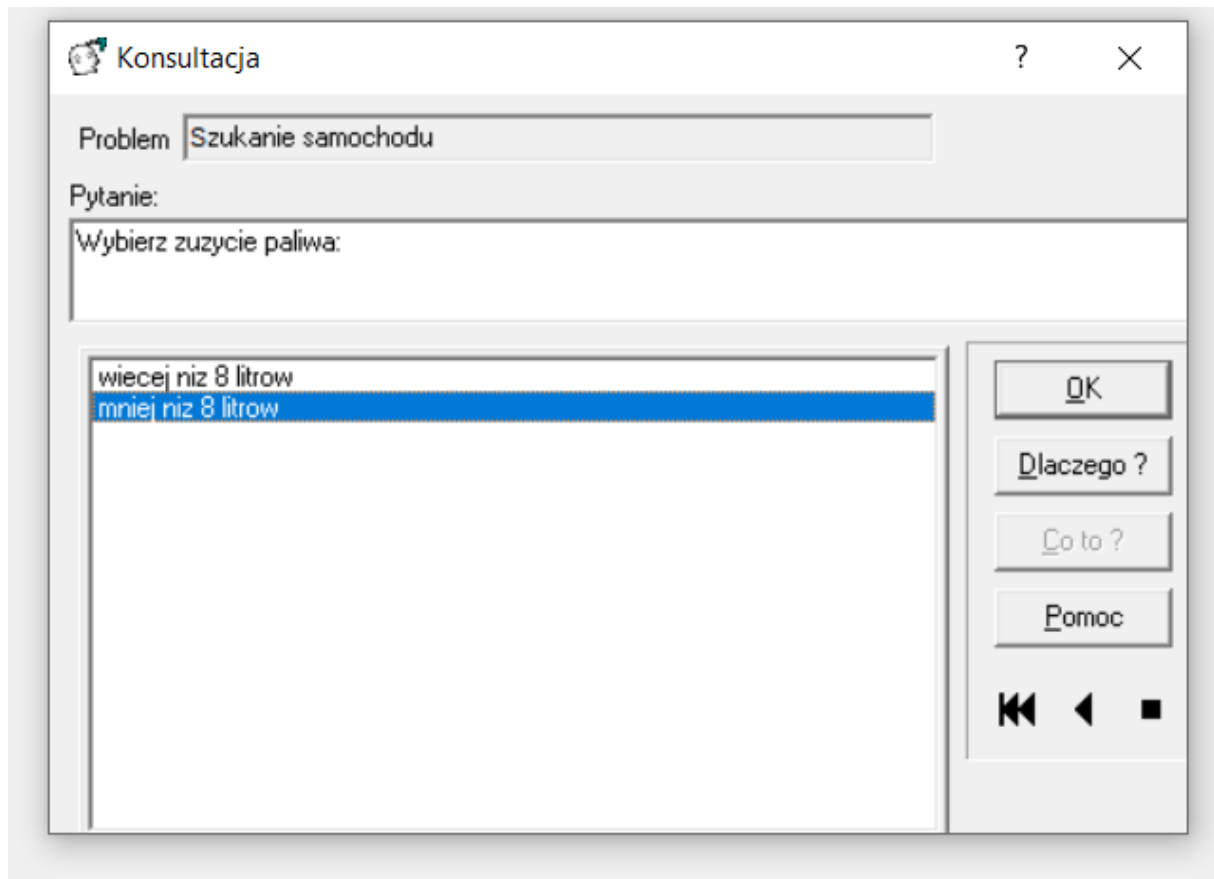 Konsultacja ?
Problem Szukanie samochodu
Pytanie:
Wybierz zuzycie paliwa:
wiecej niz 8 litrow
mniej niz 8 litrow
OK
Dlaczego ?
Co to ?
Pomoc